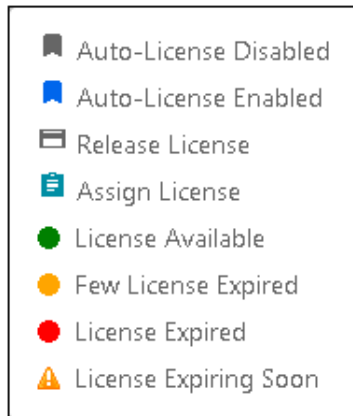 Auto-License Disabled
Auto-License Enabled
Release License
Assign License
License Available
Few License Expired
License Expired
License Expiring Soon